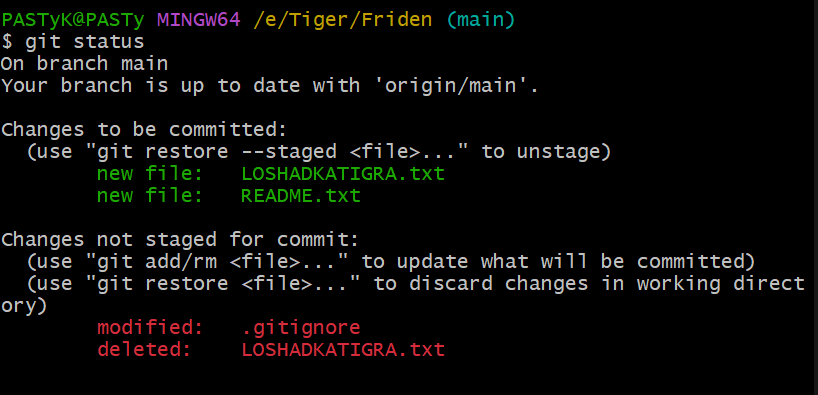 PASTyK@PASTy MINGW64 /e/Tiger/Friden (main)
$ git status
On branch main
Your branch is up to date with 'origin/main'.
Changes to be committed:
(use "git restore --staged <file>..." to unstage)
new file: LOSHADKATIGRA.txt
new file: README.txt
Changes not staged for commit:
(use "git add/rm <file>..." to update what will be committed)
(use "git restore <file>..." to discard changes in working direct
ory)
modified: .gitignore
deleted: LOSHADKATIGRA.txt